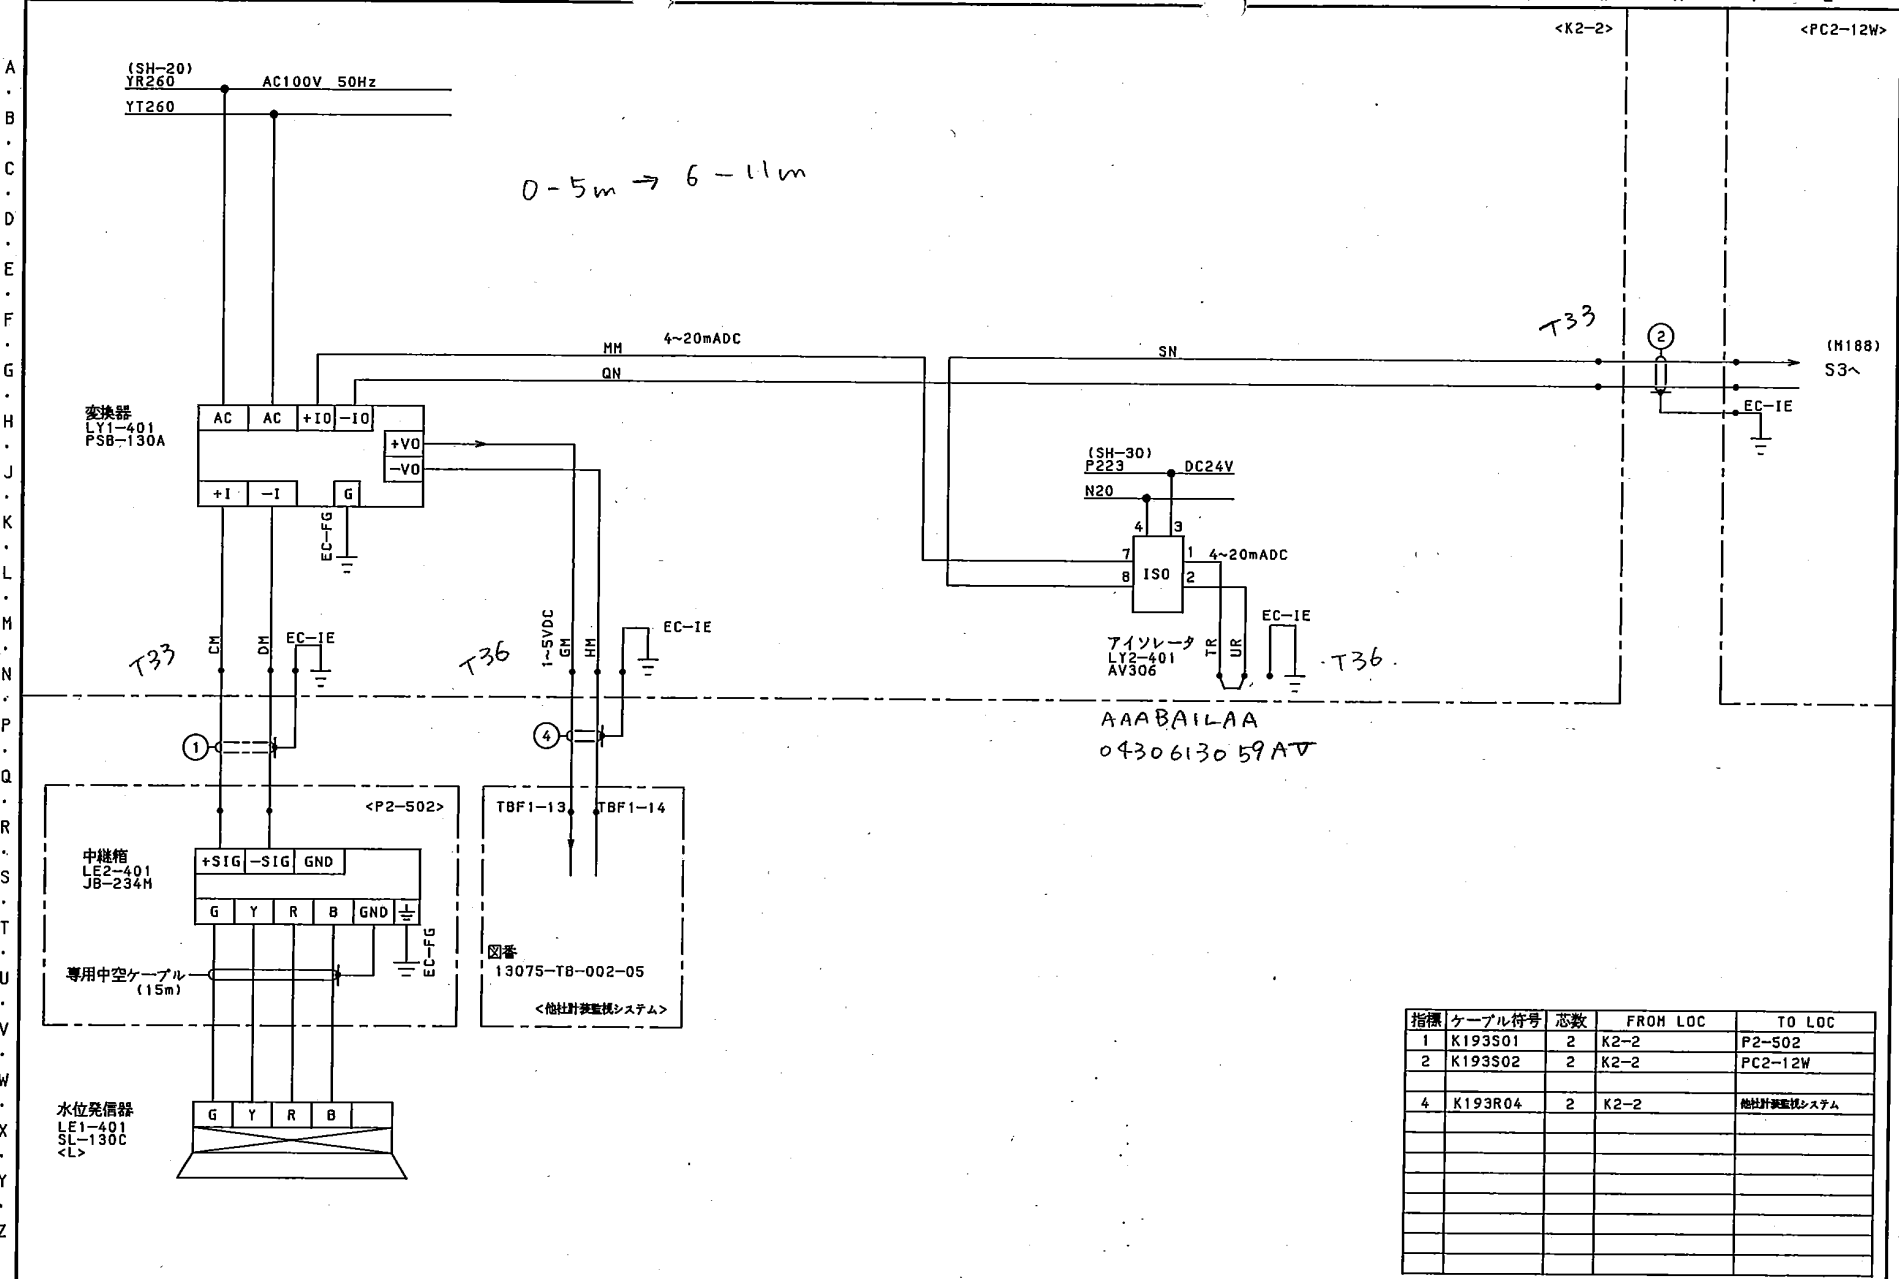 <K2-2>
<PC2-12W>
A
B
C
D
E
F
G
H
J
K
L
M
N
P
Q
R
S
T
U
V
W
X
Y
Z
(SH-20)
YR260 AC100V 50Hz
YT260
0-5m → 6-11m
T33
2
(M188)
S3へ
EC-IE
MM 4~20mADC
QN
SN
変換器
LY1-401
PSB-130A
AC AC +IO -IO
+VO
-VO
+I -I G
EC-FG
(SH-30)
P223 DC24V
N20
4 3
7 1 4~20mADC
ISO
8 2
TR UR
EC-IE
アイソレータ
LY2-401
AV306
T36
AAABA1LAA
0430613059AV
T33
CM DM EC-IE
T36
1~5VDC
GM HM EC-IE
1
4
<P2-502>
中継箱
LE2-401
JB-234M
+SIG -SIG GND
G Y R B GND
EC-FG
専用中空ケーブル
(15m)
TBF1-13 TBF1-14
図番
13075-TB-002-05
<他社計装監視システム>
水位発信器
LE1-401
SL-130C
<L>
G Y R B
指標 ケーブル符号 芯数 FROM LOC TO LOC
1 K193S01 2 K2-2 P2-502
2 K193S02 2 K2-2 PC2-12W
4 K193R04 2 K2-2 他社計装監視システム